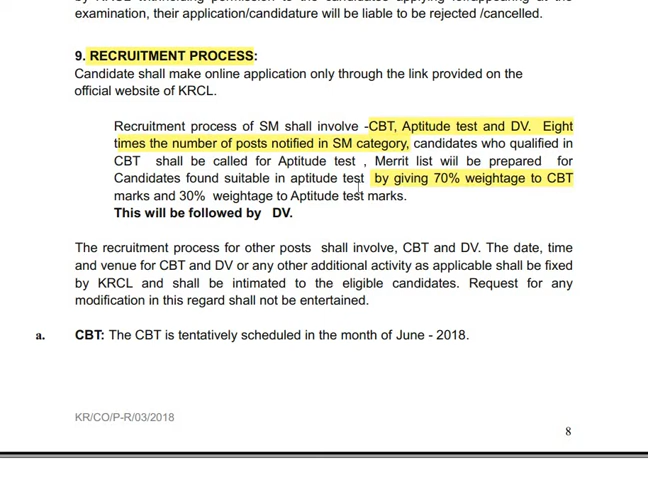 examination, their application/candidature will be liable to be rejected /cancelled.
9. RECRUITMENT PROCESS:
Candidate shall make online application only through the link provided on the
official website of KRCL.
Recruitment process of SM shall involve -CBT, Aptitude test and DV. Eight
times the number of posts notified in SM category, candidates who qualified in
CBT shall be called for Aptitude test , Merrit list wiil be prepared for
Candidates found suitable in aptitude test by giving 70% weightage to CBT
marks and 30% weightage to Aptitude test marks.
This will be followed by DV.
The recruitment process for other posts shall involve, CBT and DV. The date, time
and venue for CBT and DV or any other additional activity as applicable shall be fixed
by KRCL and shall be intimated to the eligible candidates. Request for any
modification in this regard shall not be entertained.
a. CBT: The CBT is tentatively scheduled in the month of June - 2018.
KR/CO/P-R/03/2018
8